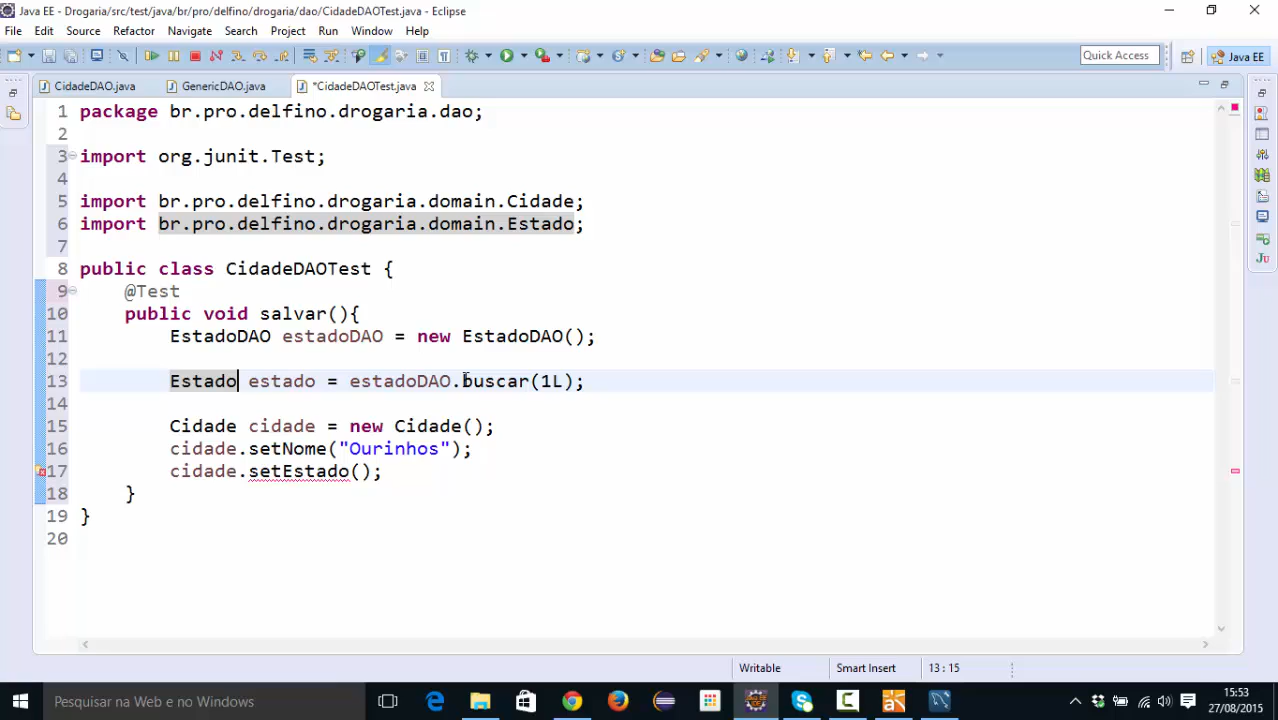 Java EE - Drogaria/src/test/java/br/pro/delfino/drogaria/dao/CidadeDAOTest.java - Eclipse
File Edit Source Refactor Navigate Search Project Run Window Help
Quick Access Java EE
CidadeDAO.java GenericDAO.java *CidadeDAOTest.java
1 package br.pro.delfino.drogaria.dao;
2
3 import org.junit.Test;
4
5 import br.pro.delfino.drogaria.domain.Cidade;
6 import br.pro.delfino.drogaria.domain.Estado;
7
8 public class CidadeDAOTest {
9 @Test
10 public void salvar(){
11 EstadoDAO estadoDAO = new EstadoDAO();
12
13 Estado estado = estadoDAO.buscar(1L);
14
15 Cidade cidade = new Cidade();
16 cidade.setNome("Ourinhos");
17 cidade.setEstado();
18 }
19 }
20
Writable Smart Insert 13 : 15
Pesquisar na Web e no Windows
15:53
27/08/2015